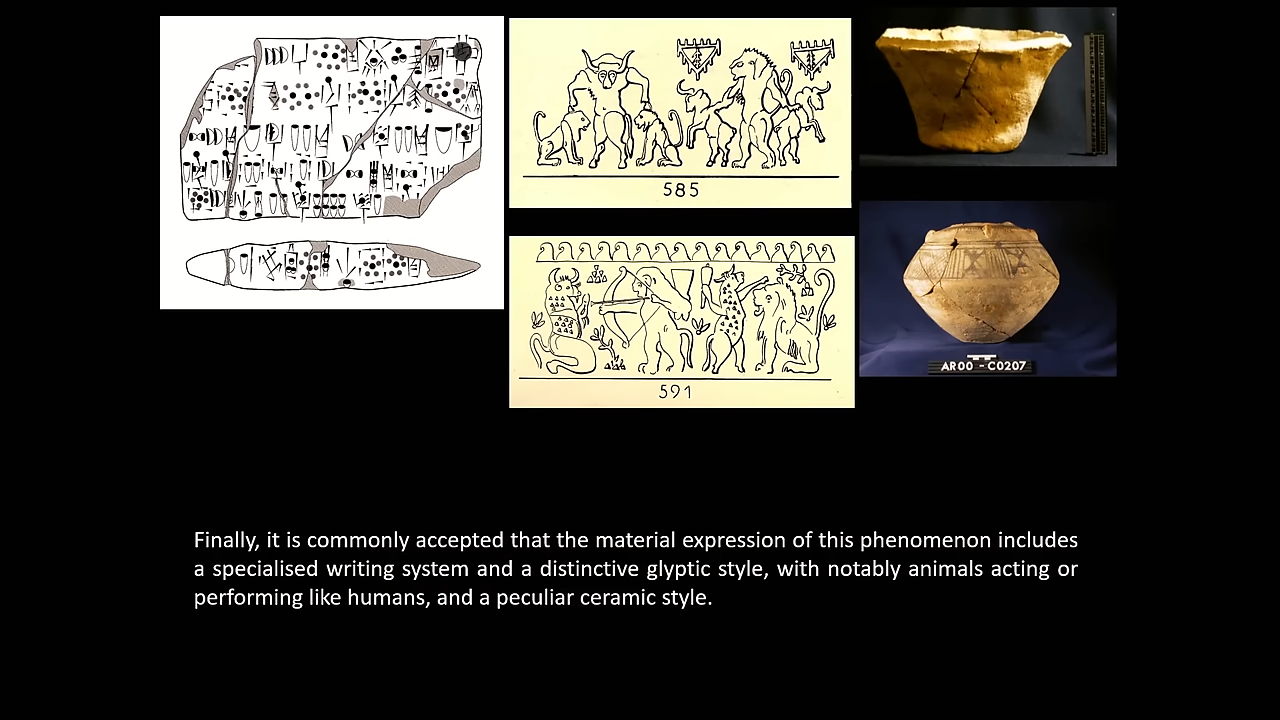 585
591
AR00 - C0207
Finally, it is commonly accepted that the material expression of this phenomenon includes
a specialised writing system and a distinctive glyptic style, with notably animals acting or
performing like humans, and a peculiar ceramic style.